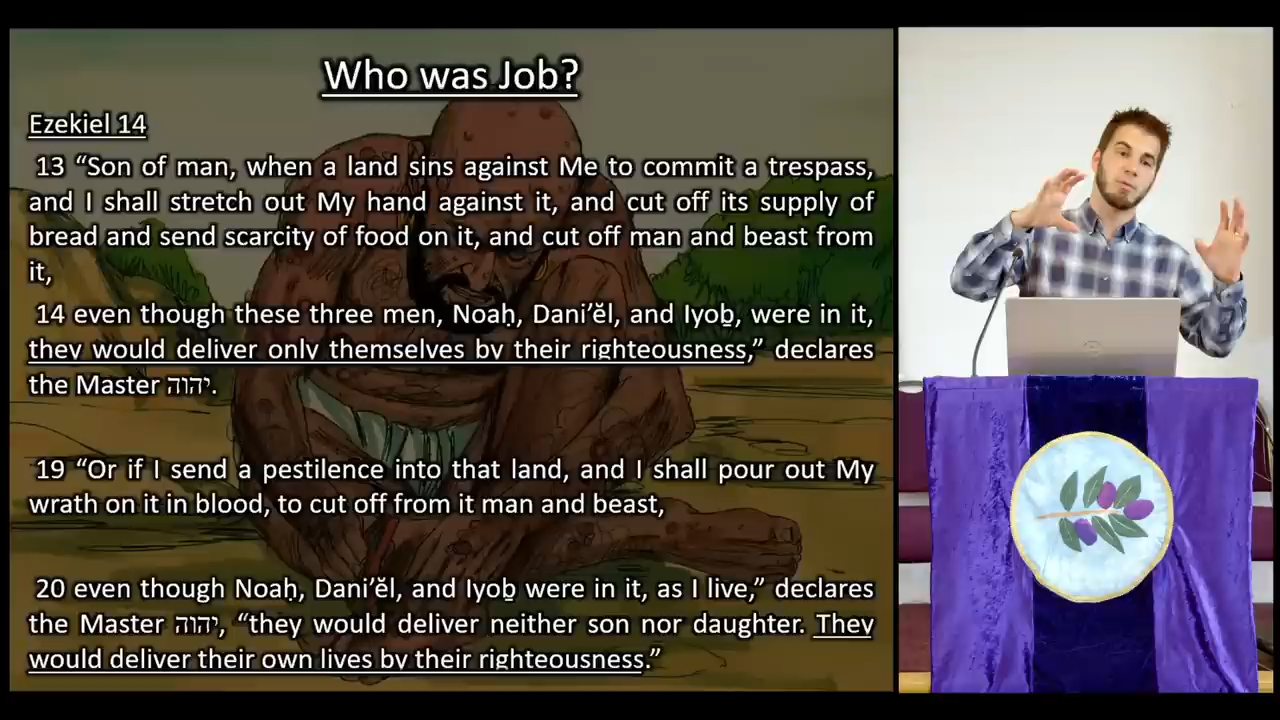 Who was Job?
Ezekiel 14
13 “Son of man, when a land sins against Me to commit a trespass,
and I shall stretch out My hand against it, and cut off its supply of
bread and send scarcity of food on it, and cut off man and beast from
it,
14 even though these three men, Noaḥ, Dani’ĕl, and Iyoḇ, were in it,
they would deliver only themselves by their righteousness,” declares
the Master יהוה.
19 “Or if I send a pestilence into that land, and I shall pour out My
wrath on it in blood, to cut off from it man and beast,
20 even though Noaḥ, Dani’ĕl, and Iyoḇ were in it, as I live,” declares
the Master יהוה, “they would deliver neither son nor daughter. They
would deliver their own lives by their righteousness.”